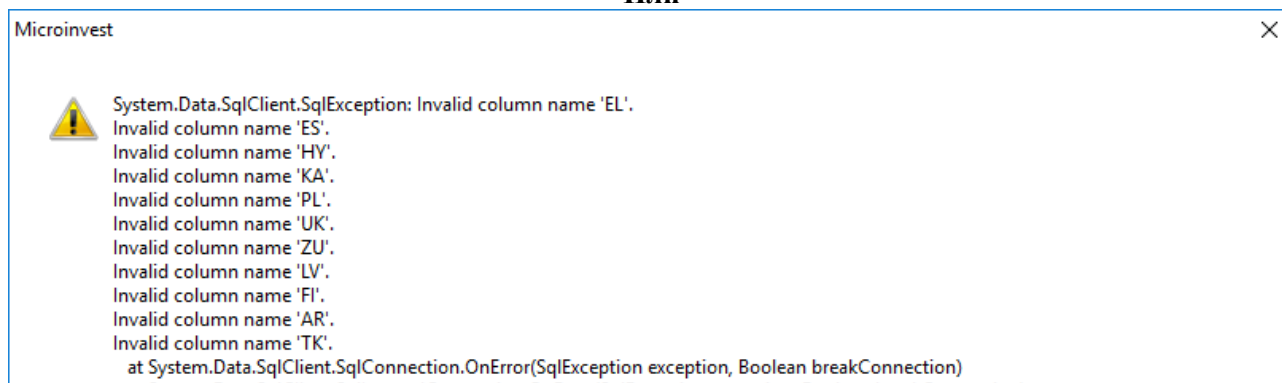 Или
Microinvest
System.Data.SqlClient.SqlException: Invalid column name 'EL'.
Invalid column name 'ES'.
Invalid column name 'HY'.
Invalid column name 'KA'.
Invalid column name 'PL'.
Invalid column name 'UK'.
Invalid column name 'ZU'.
Invalid column name 'LV'.
Invalid column name 'FI'.
Invalid column name 'AR'.
Invalid column name 'TK'.
at System.Data.SqlClient.SqlConnection.OnError(SqlException exception, Boolean breakConnection)